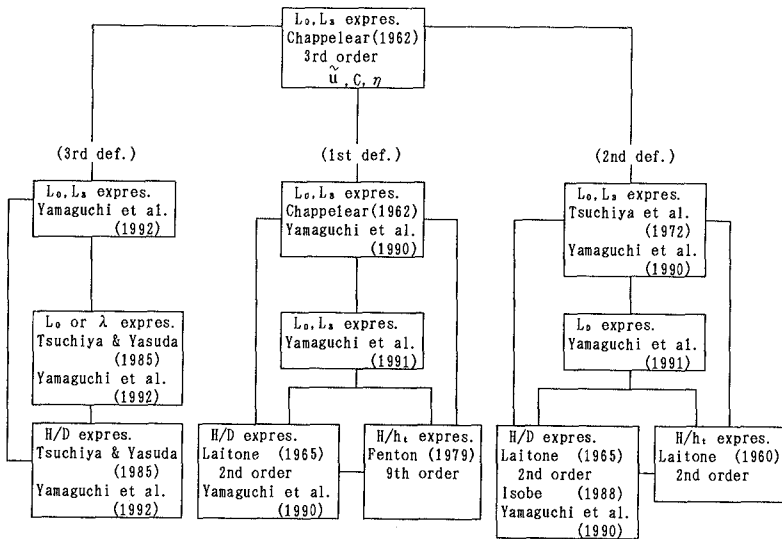 L₀,L₃ expres.
Chappelear(1962)
3rd order
ũ ,C, η
(3rd def.)
(1st def.)
(2nd def.)
L₀,L₃ expres.
Yamaguchi et al.
(1992)
L₀,L₃ expres.
Chappelear(1962)
Yamaguchi et al.
(1990)
L₀,L₃ expres.
Tsuchiya et al.
(1972)
Yamaguchi et al.
(1990)
L₀ or λ expres.
Tsuchiya & Yasuda
(1985)
Yamaguchi et al.
(1992)
L₀,L₃ expres.
Yamaguchi et al.
(1991)
L₀ expres.
Yamaguchi et al.
(1991)
H/D expres.
Tsuchiya & Yasuda
(1985)
Yamaguchi et al.
(1992)
H/D expres.
Laitone (1965)
2nd order
Yamaguchi et al.
(1990)
H/hₜ expres.
Fenton (1979)
9th order
H/D expres.
Laitone (1965)
2nd order
Isobe (1988)
Yamaguchi et al.
(1990)
H/hₜ expres.
Laitone (1960)
2nd order